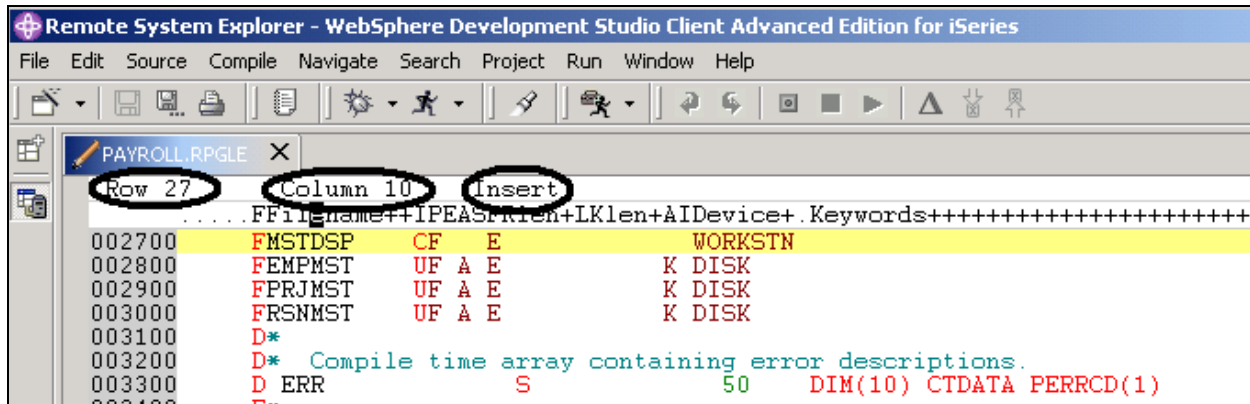 Remote System Explorer - WebSphere Development Studio Client Advanced Edition for iSeries
File Edit Source Compile Navigate Search Project Run Window Help
PAYROLL.RPGLE
Row 27 Column 10 Insert
.....FFilename++IPEASFRlen+LKlen+AIDevice+.Keywords++++++++++++++++++++++
002700 FMSTDSP CF E WORKSTN
002800 FEMPMST UF A E K DISK
002900 FPRJMST UF A E K DISK
003000 FRSNMST UF A E K DISK
003100 D*
003200 D* Compile time array containing error descriptions.
003300 D ERR S 50 DIM(10) CTDATA PERRCD(1)